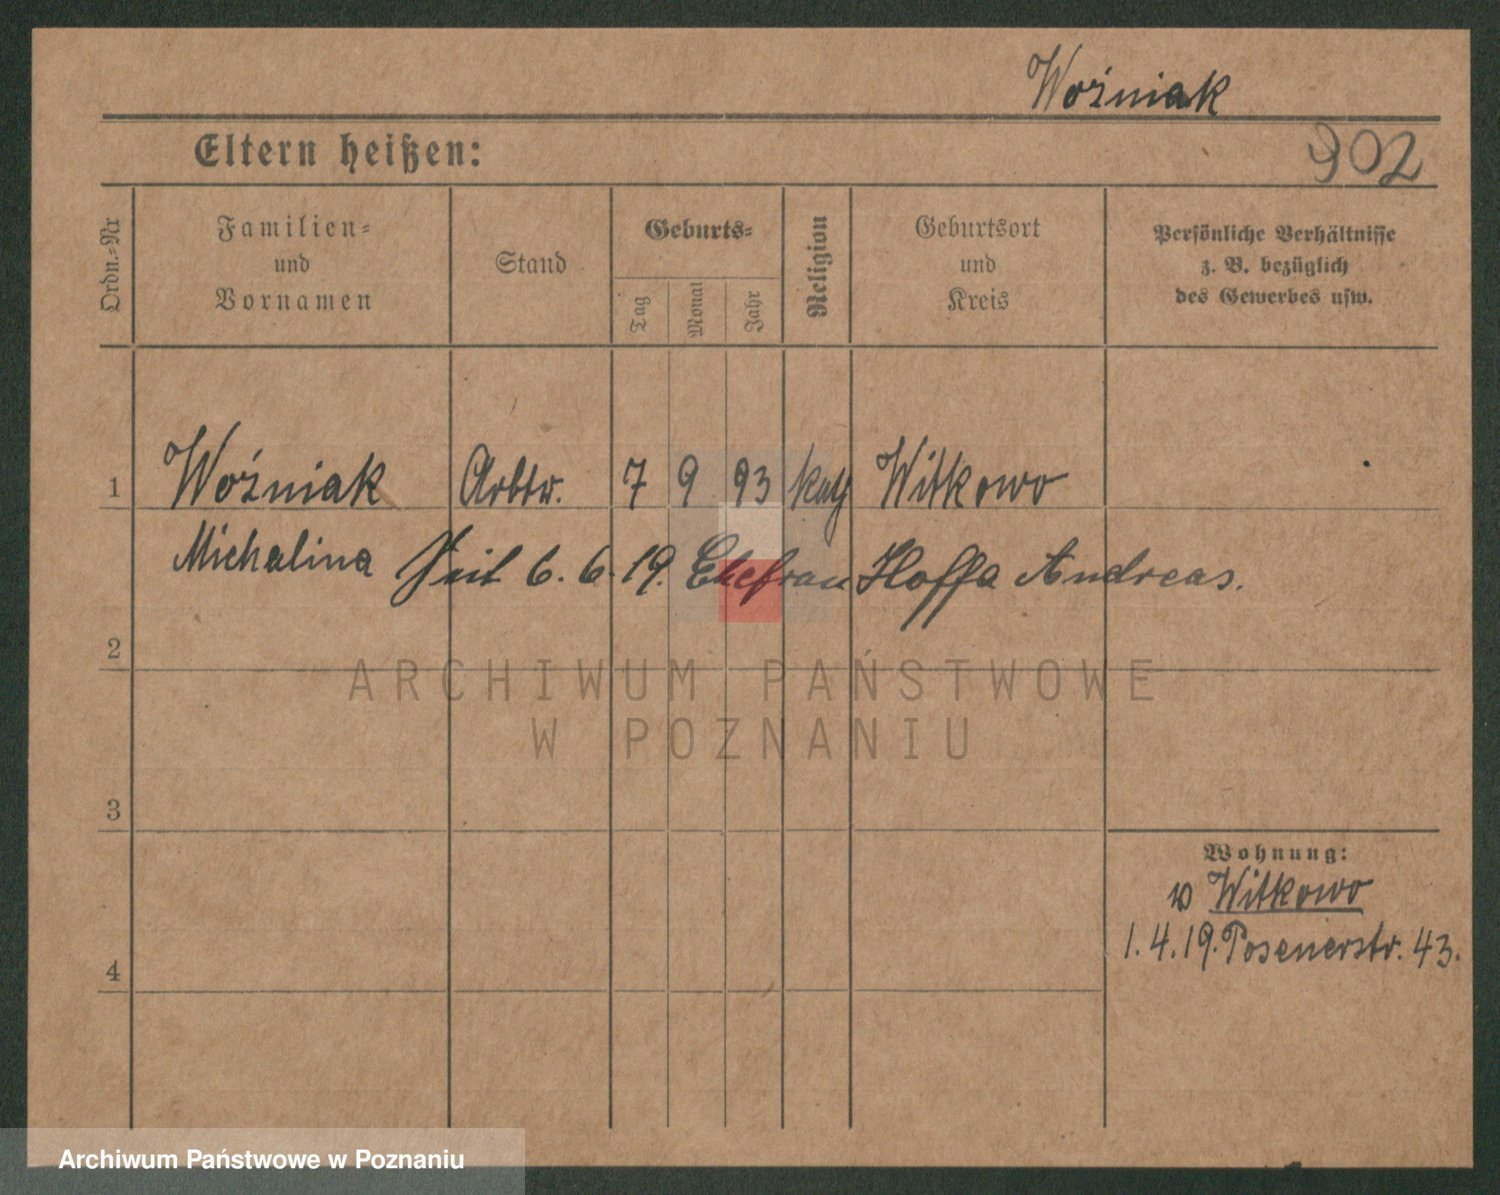 Woźniak
Eltern heißen:
902
Ordn.-Nr
Familien-
und
Vornamen
Stand
Geburts-
Tag
Monat
Jahr
Religion
Geburtsort
und
Kreis
Persönliche Verhältnisse
z. B. bezüglich
des Gewerbes usw.
1
Woźniak Arbtr. 7 9 93 kath Witkowo
Michalina Seit 6. 6. 19. Ehefrau Hoffa Andreas.
2
ARCHIWUM PAŃSTWOWE
W POZNANIU
3
Wohnung:
Witkowo
1. 4. 19. Posenerstr. 43.
4
Archiwum Państwowe w Poznaniu